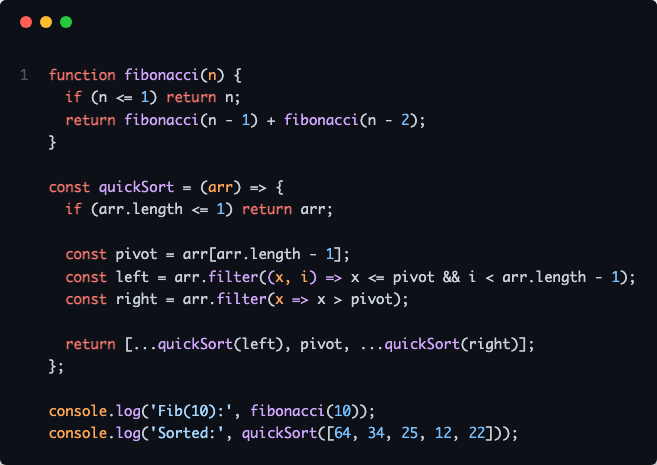 1 function fibonacci(n) {
  if (n <= 1) return n;
  return fibonacci(n - 1) + fibonacci(n - 2);
}

const quickSort = (arr) => {
  if (arr.length <= 1) return arr;

  const pivot = arr[arr.length - 1];
  const left = arr.filter((x, i) => x <= pivot && i < arr.length - 1);
  const right = arr.filter(x => x > pivot);

  return [...quickSort(left), pivot, ...quickSort(right)];
};

console.log('Fib(10):', fibonacci(10));
console.log('Sorted:', quickSort([64, 34, 25, 12, 22]));